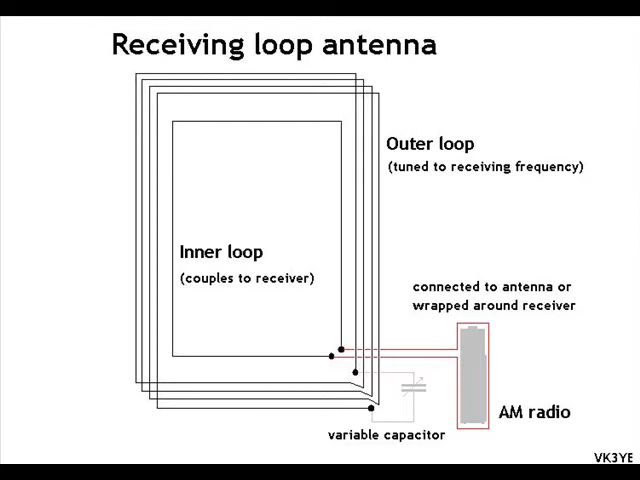 Receiving loop antenna
Outer loop
(tuned to receiving frequency)
Inner loop
(couples to receiver)
connected to antenna or
wrapped around receiver
AM radio
variable capacitor
VK3YE